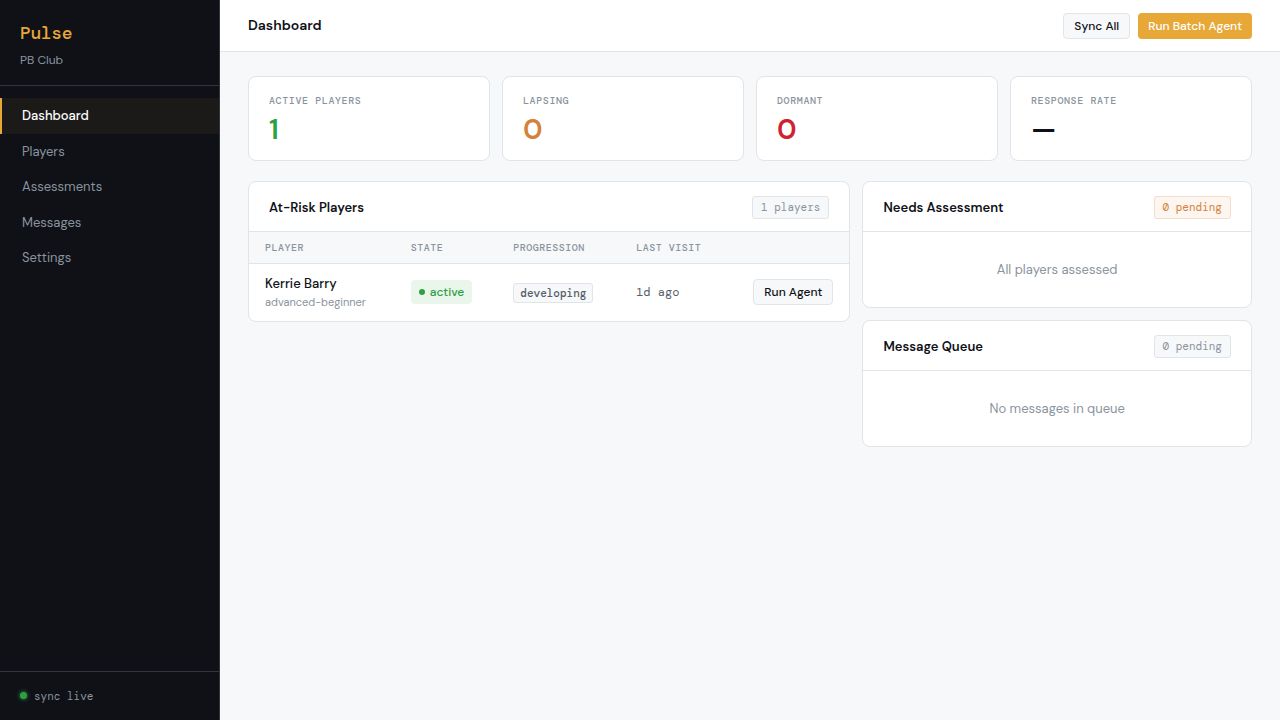 Pulse
PB Club
Dashboard
Players
Assessments
Messages
Settings
sync live
Dashboard
Sync All
Run Batch Agent
ACTIVE PLAYERS
1
LAPSING
0
DORMANT
0
RESPONSE RATE
—
At-Risk Players
1 players
PLAYER STATE PROGRESSION LAST VISIT
Kerrie Barry
advanced-beginner
active
developing
1d ago
Run Agent
Needs Assessment
0 pending
All players assessed
Message Queue
0 pending
No messages in queue